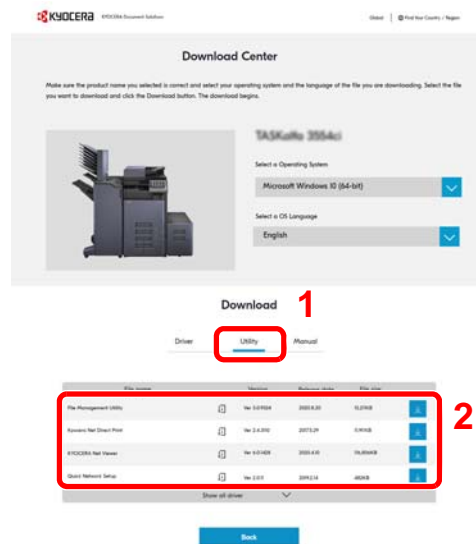 KYOCERA KYOCERA Document Solutions
Global | Find Your Country / Region
Download Center
Make sure the product name you selected is correct and select your operating system and the language of the file you are downloading. Select the file
you want to download and click the Download button. The download begins.
TASKalfa 3554ci
Select a Operating System
Microsoft Windows 10 (64-bit)
Select a OS Language
English
Download
1
Driver Utility Manual
File name Version Release date File size
File Management Utility
2
Kyocera Net Direct Print
KYOCERA Net Viewer
Quick Network Setup
Show all driver
Back